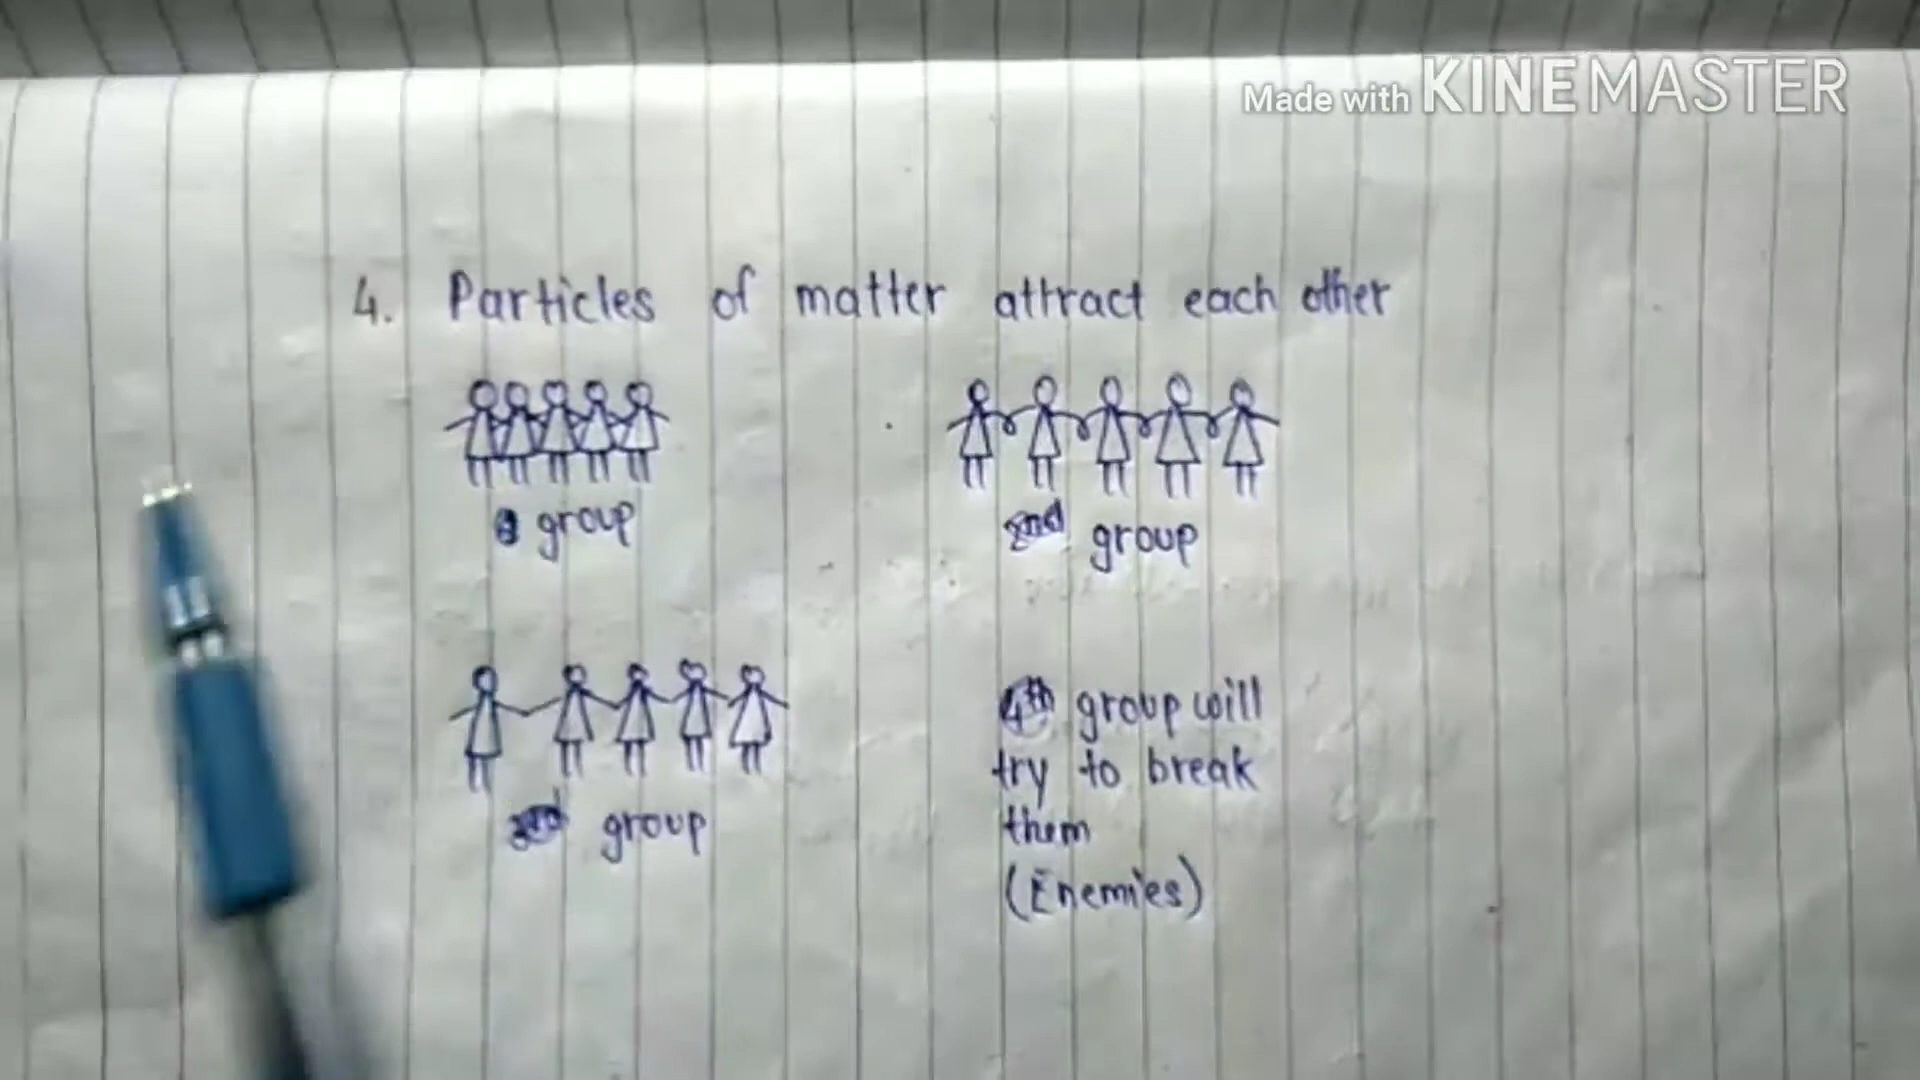 Made with KINEMASTER
4. Particles of matter attract each other
group
2nd group
3rd group
4th group will
try to break
them
(Enemies)